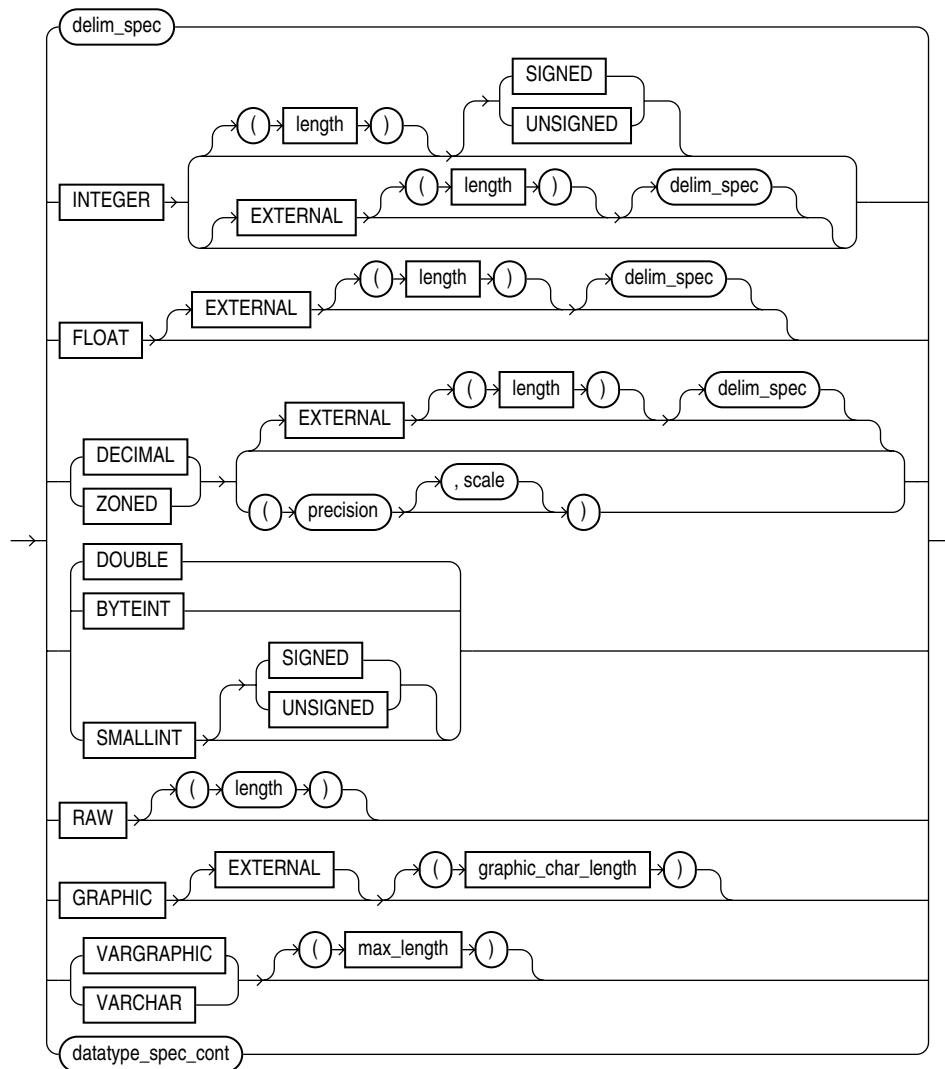 delim_spec
SIGNED
( length ) UNSIGNED
INTEGER
EXTERNAL ( length ) delim_spec
FLOAT EXTERNAL ( length ) delim_spec
EXTERNAL ( length ) delim_spec
DECIMAL
ZONED
( precision , scale )
DOUBLE
BYTEINT
SIGNED
UNSIGNED
SMALLINT
RAW ( length )
GRAPHIC EXTERNAL ( graphic_char_length )
VARGRAPHIC ( max_length )
VARCHAR
datatype_spec_cont